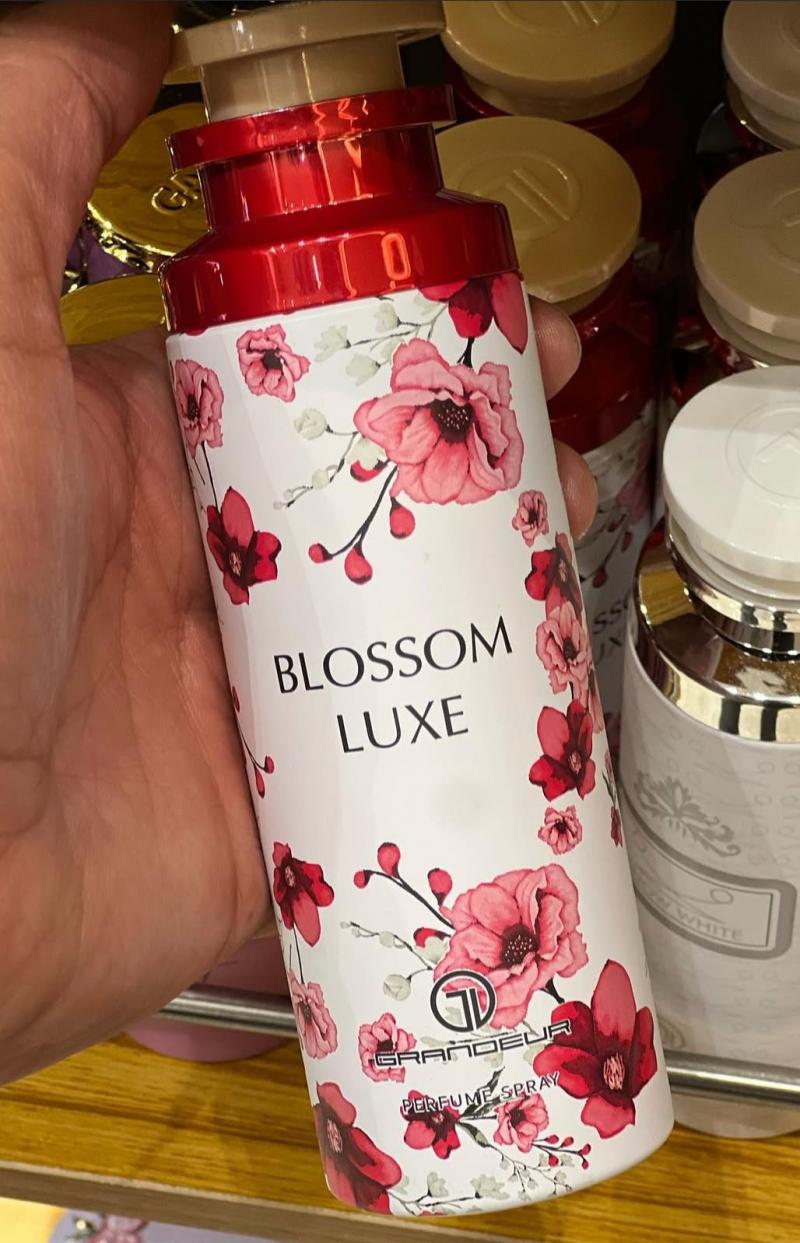 BLOSSOM
LUXE
GRANDEUR
PERFUME SPRAY
WHITE